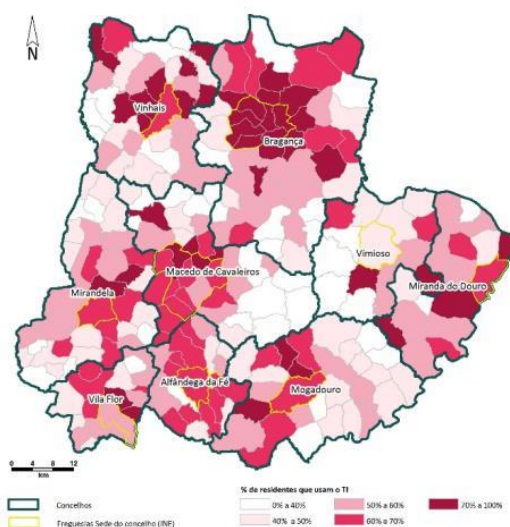 N
Vinhais
Bragança
Vimioso
Macedo de Cavaleiros
Miranda do Douro
Mirandela
Alfândega da Fé
Mogadouro
Vila Flor
0 4 8 12
km
% de residentes que usam o TI
Concelhos
0% a 40%
50% a 60%
70% a 100%
Freguesias Sede do concelho (INE)
40% a 50%
60% a 70%